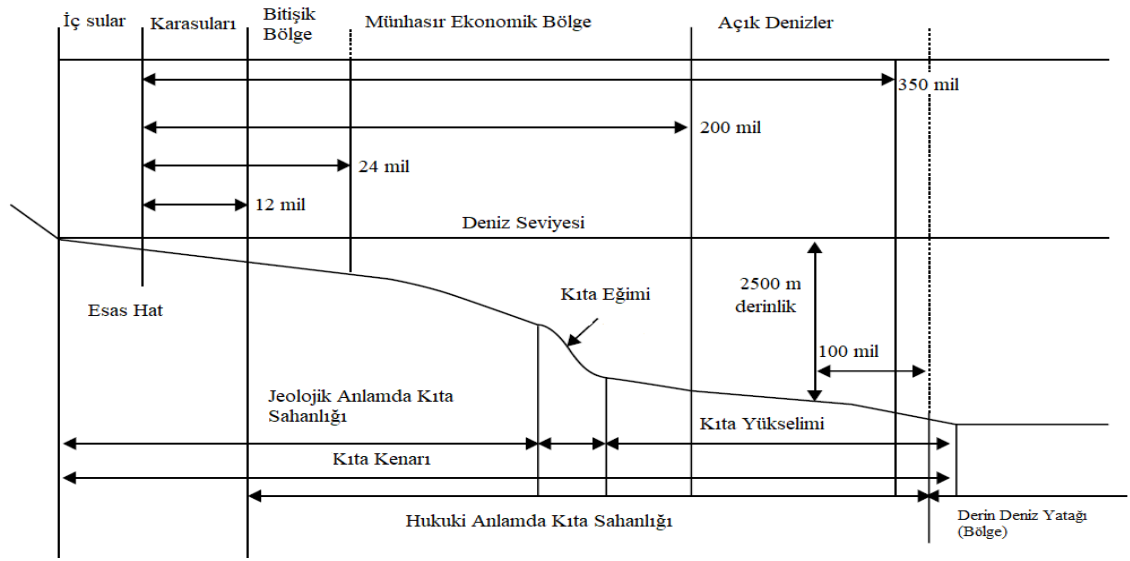 İç sular
Karasuları
Bitişik
Bölge
Münhasır Ekonomik Bölge
Açık Denizler
350 mil
200 mil
24 mil
12 mil
Deniz Seviyesi
Esas Hat
Kıta Eğimi
2500 m
derinlik
100 mil
Jeolojik Anlamda Kıta
Sahanlığı
Kıta Yükselimi
Kıta Kenarı
Hukuki Anlamda Kıta Sahanlığı
Derin Deniz Yatağı
(Bölge)